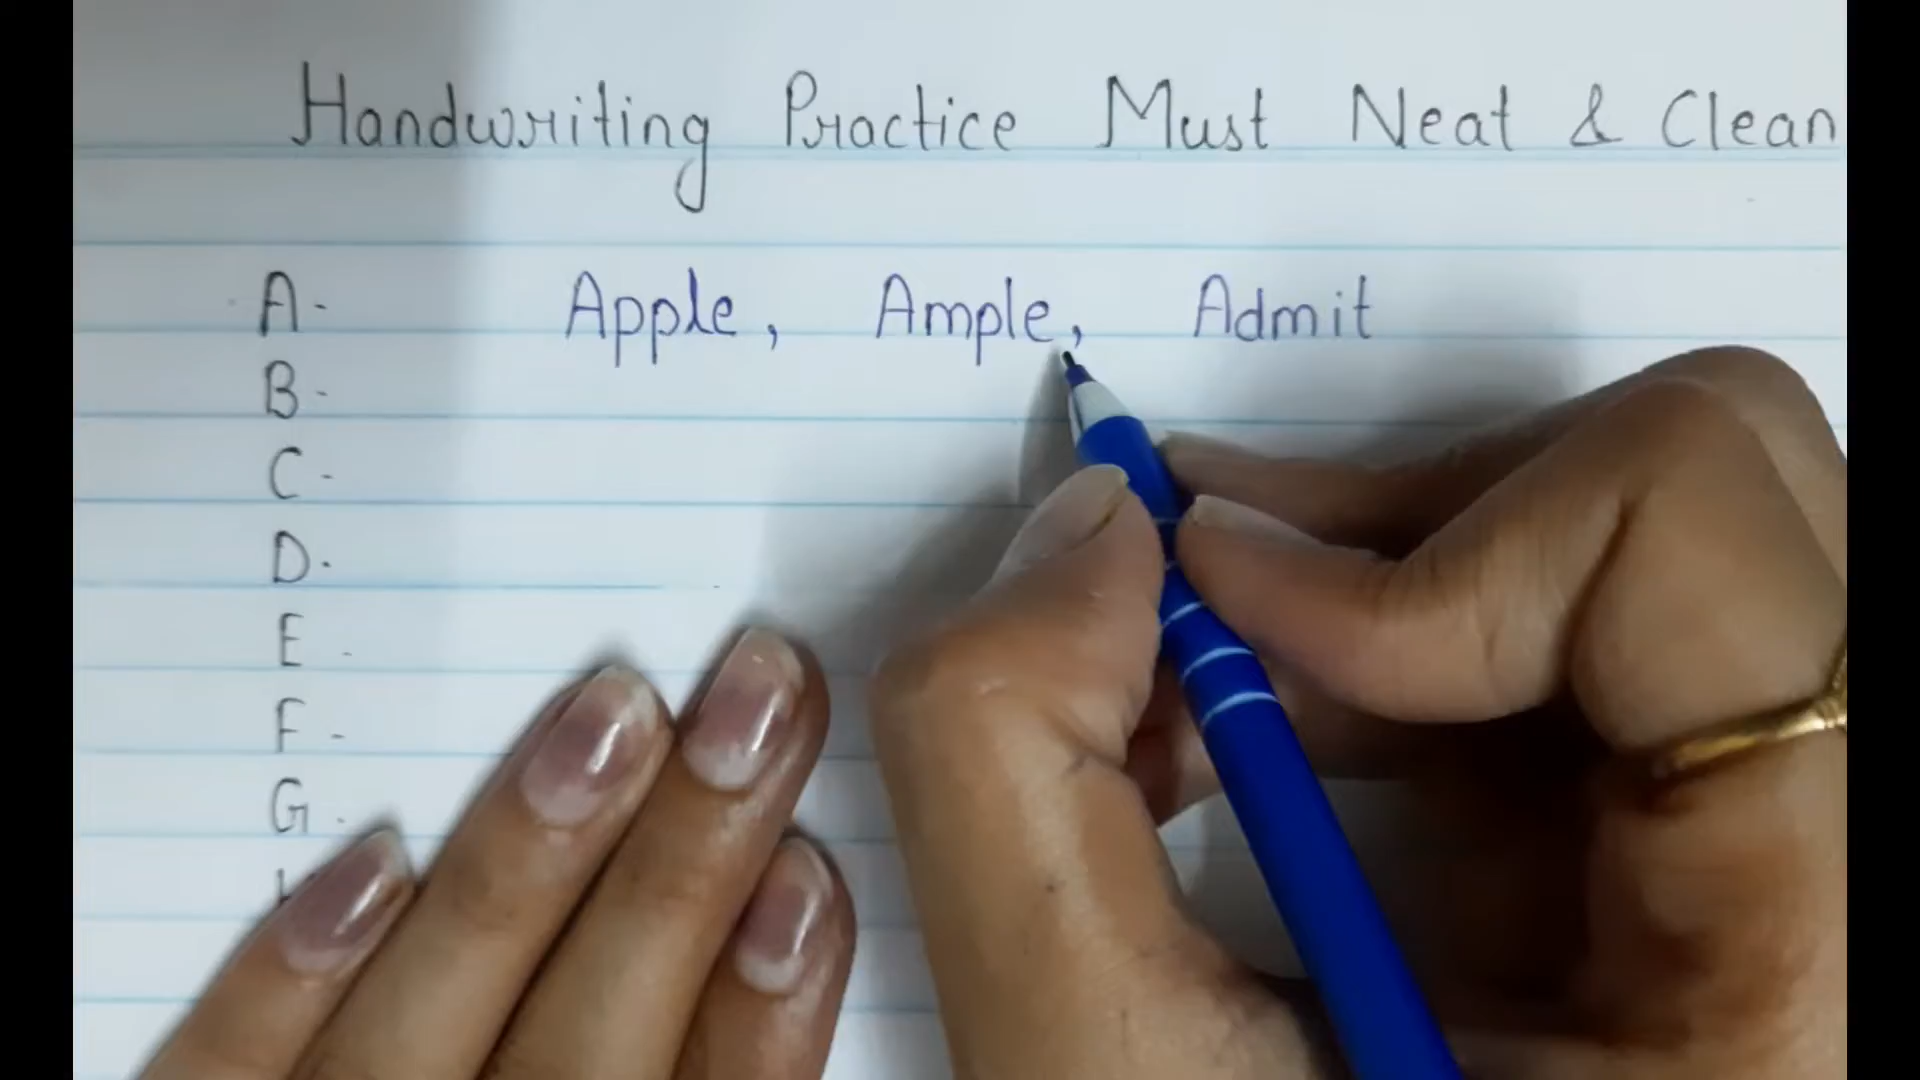 Handwriting Practice Must Neat & Clean
A. Apple, Ample, Admit
B.
C.
D.
E.
F.
G.